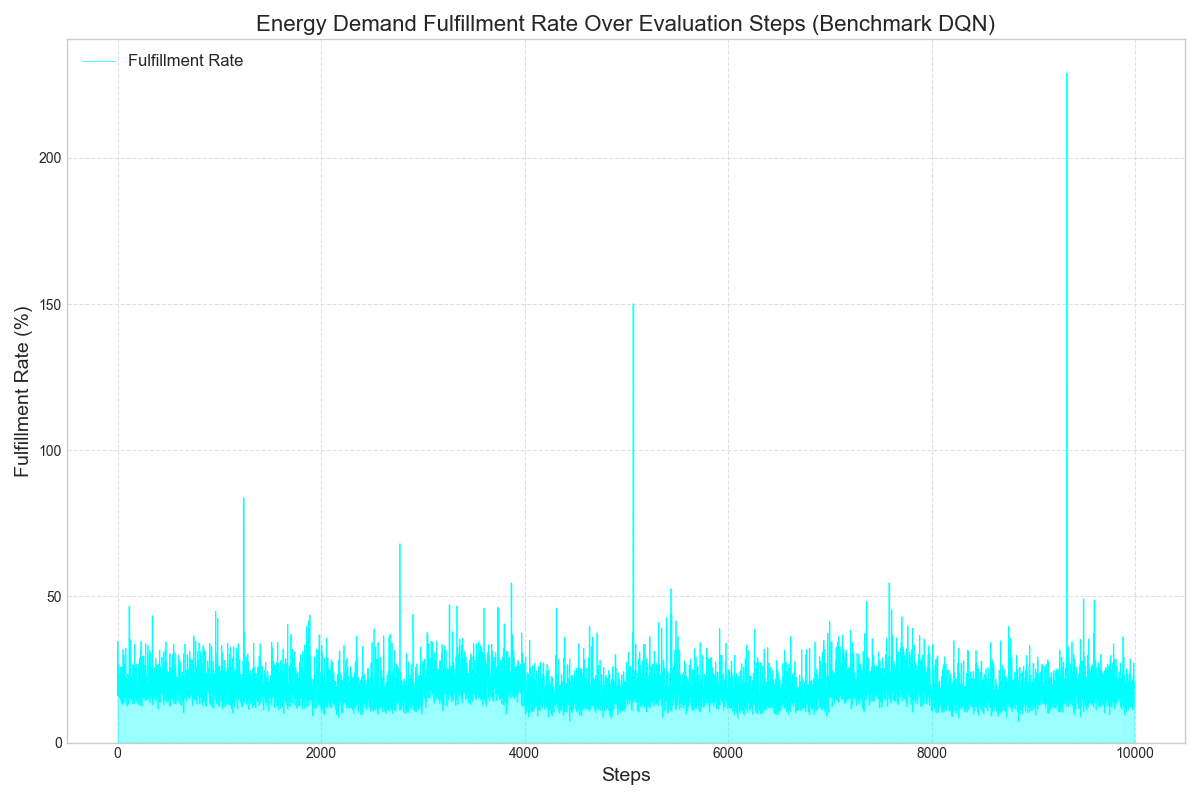 Energy Demand Fulfillment Rate Over Evaluation Steps (Benchmark DQN)
Fulfillment Rate
Fulfillment Rate (%)
200
150
100
50
0
0 2000 4000 6000 8000 10000
Steps